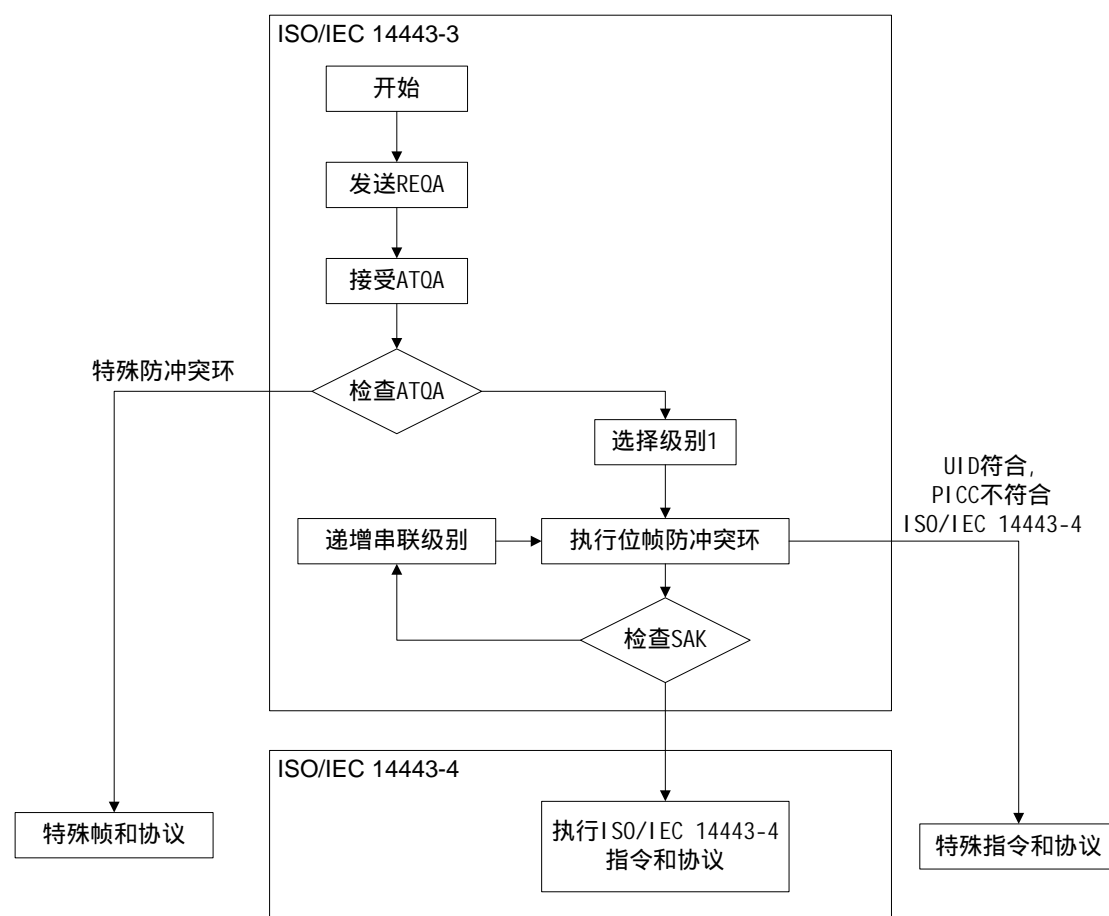 ISO/IEC 14443-3
开始
发送REQA
接受ATQA
特殊防冲突环
检查ATQA
选择级别1
UID符合,
PICC不符合
ISO/IEC 14443-4
递增串联级别
执行位帧防冲突环
检查SAK
ISO/IEC 14443-4
特殊帧和协议
执行ISO/IEC 14443-4
指令和协议
特殊指令和协议